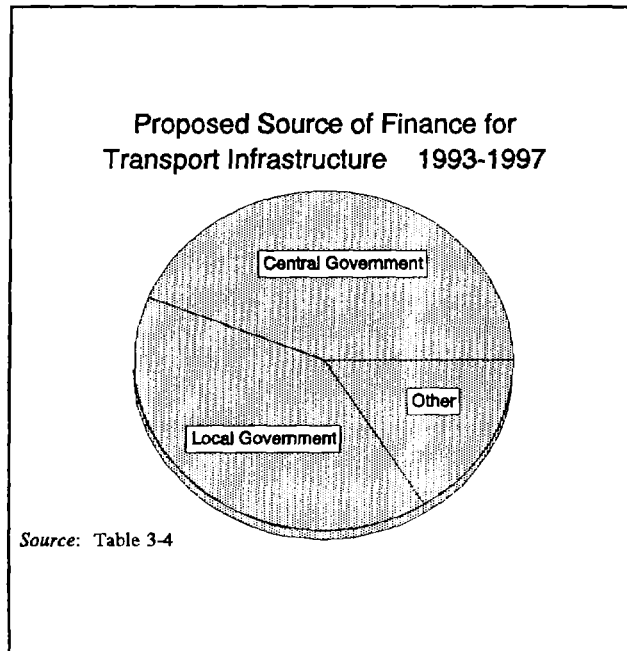 Proposed Source of Finance for
Transport Infrastructure 1993-1997
Central Government
Other
Local Government
Source: Table 3-4